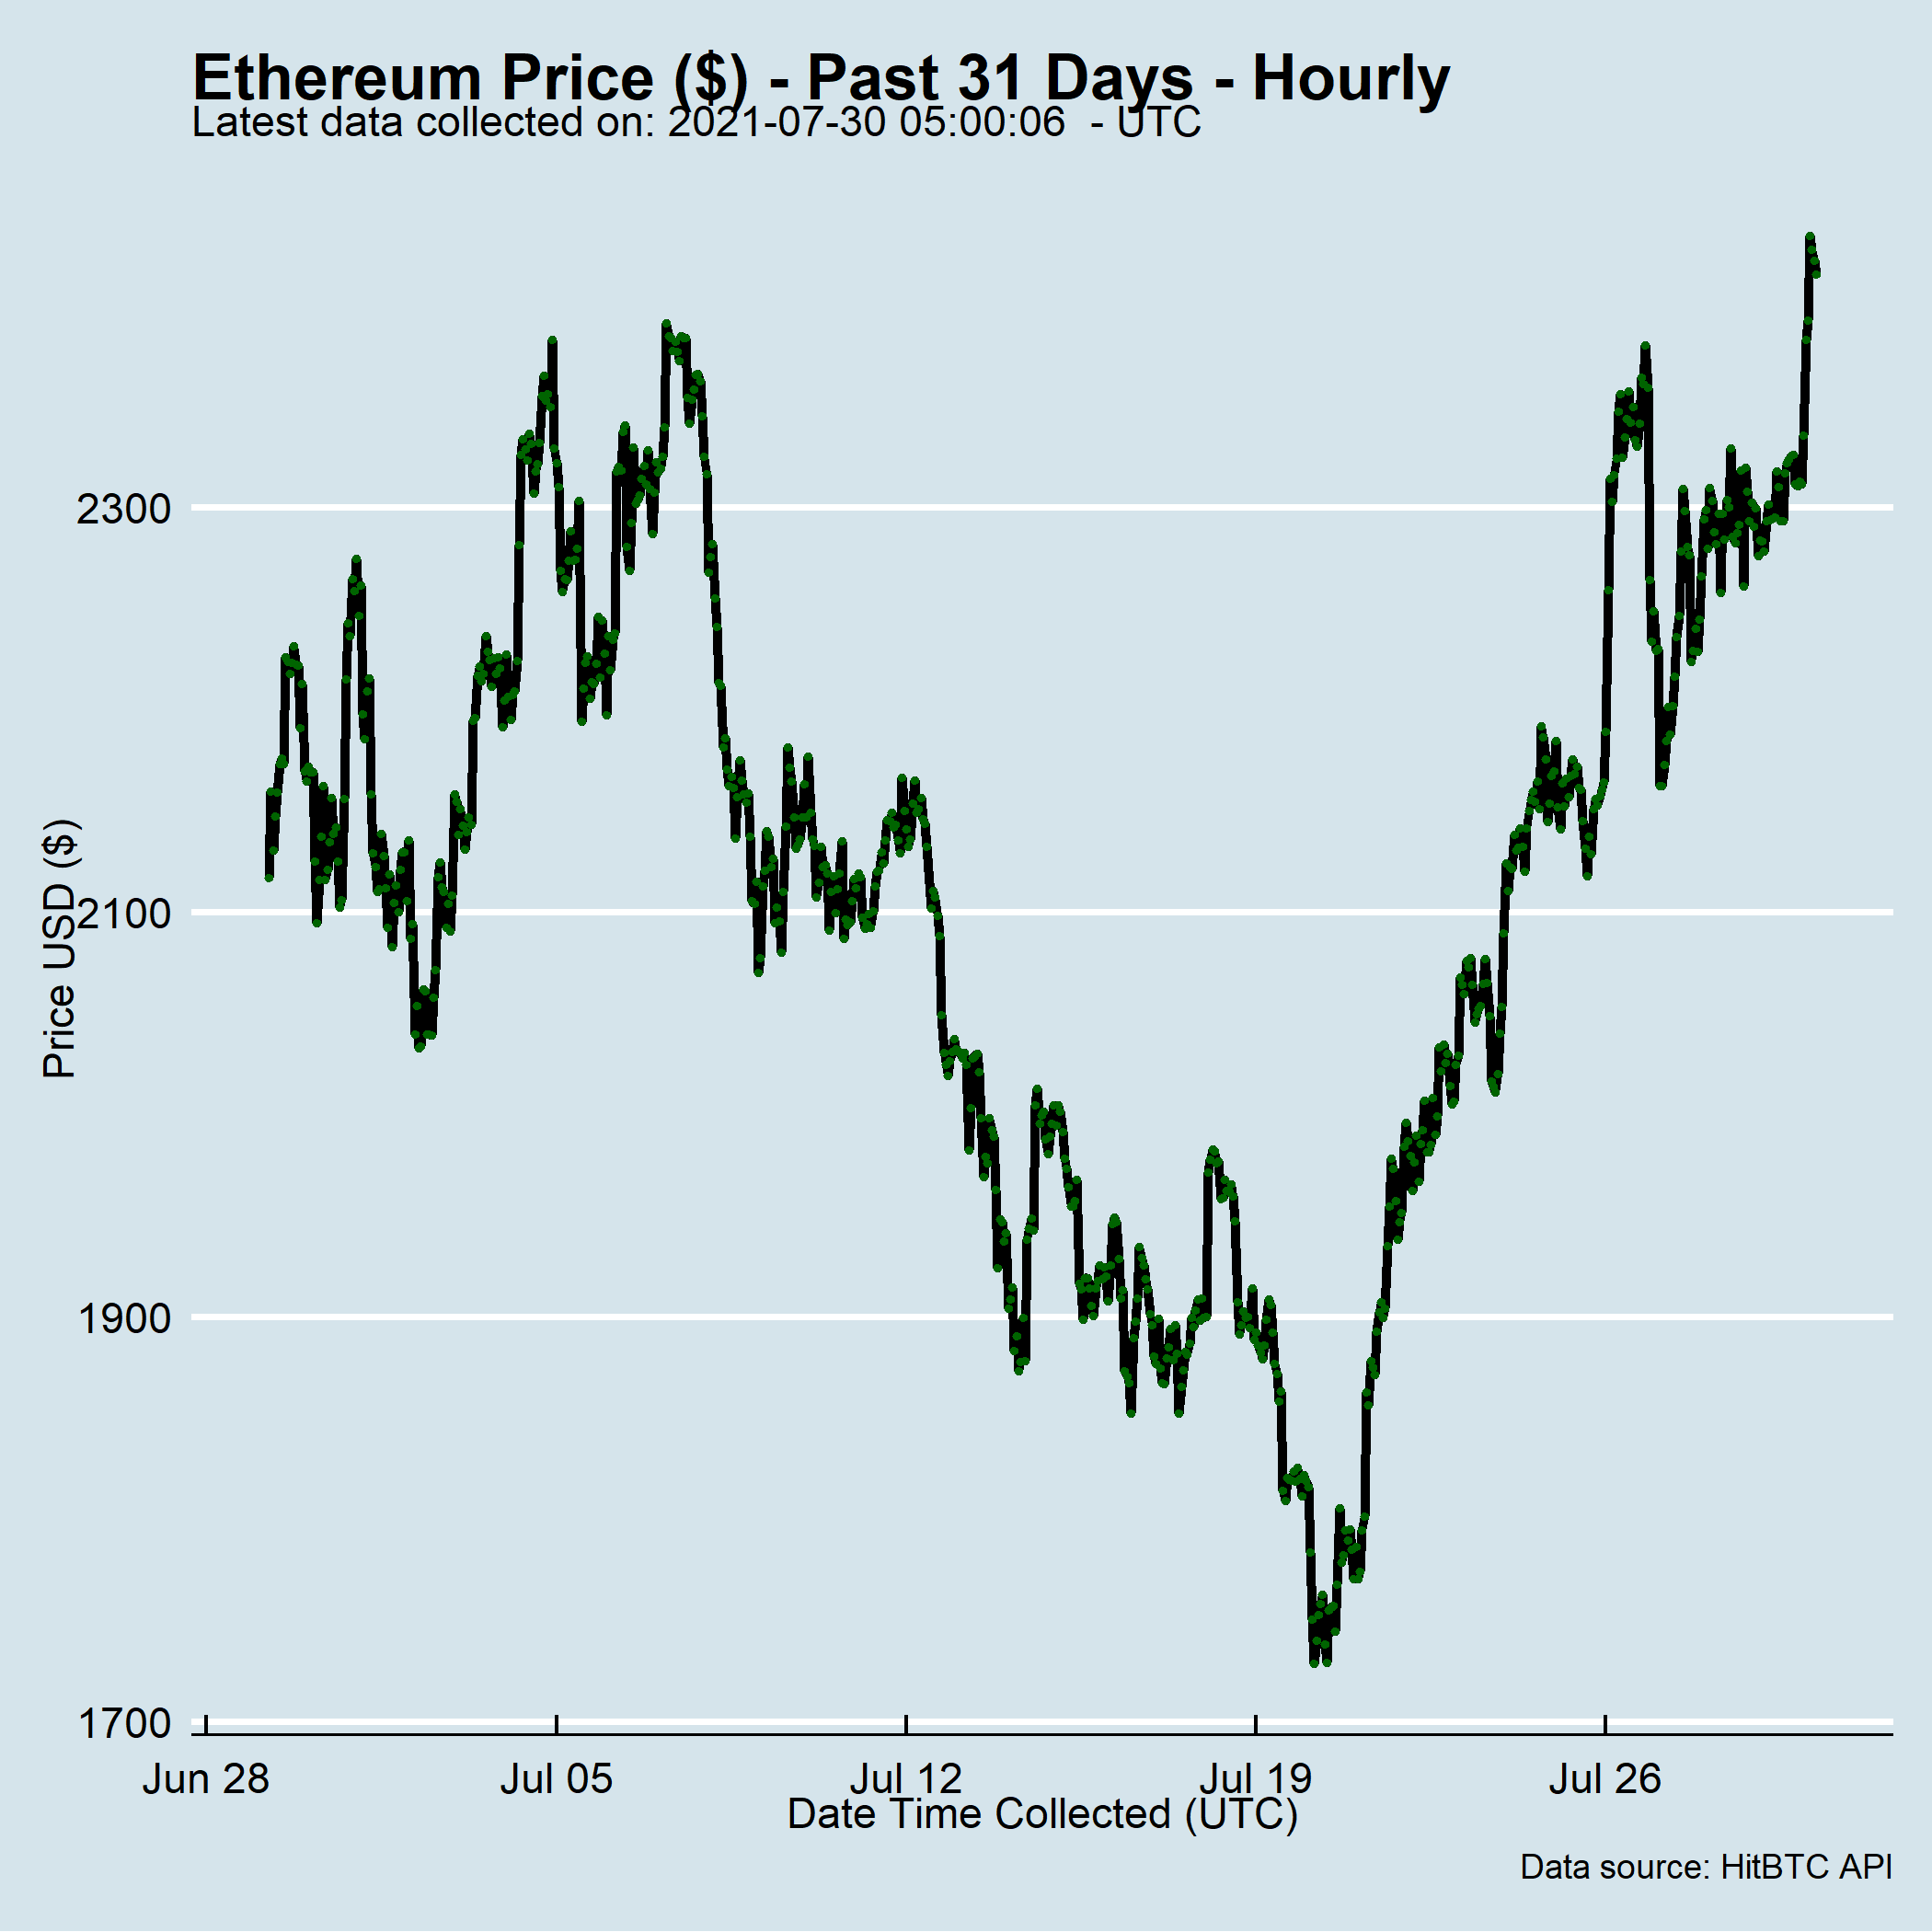 Ethereum Price ($) - Past 31 Days - Hourly
Latest data collected on: 2021-07-30 05:00:06  - UTC
Price USD ($)
2300
2100
1900
1700
Jun 28
Jul 05
Jul 12
Jul 19
Jul 26
Date Time Collected (UTC)
Data source: HitBTC API